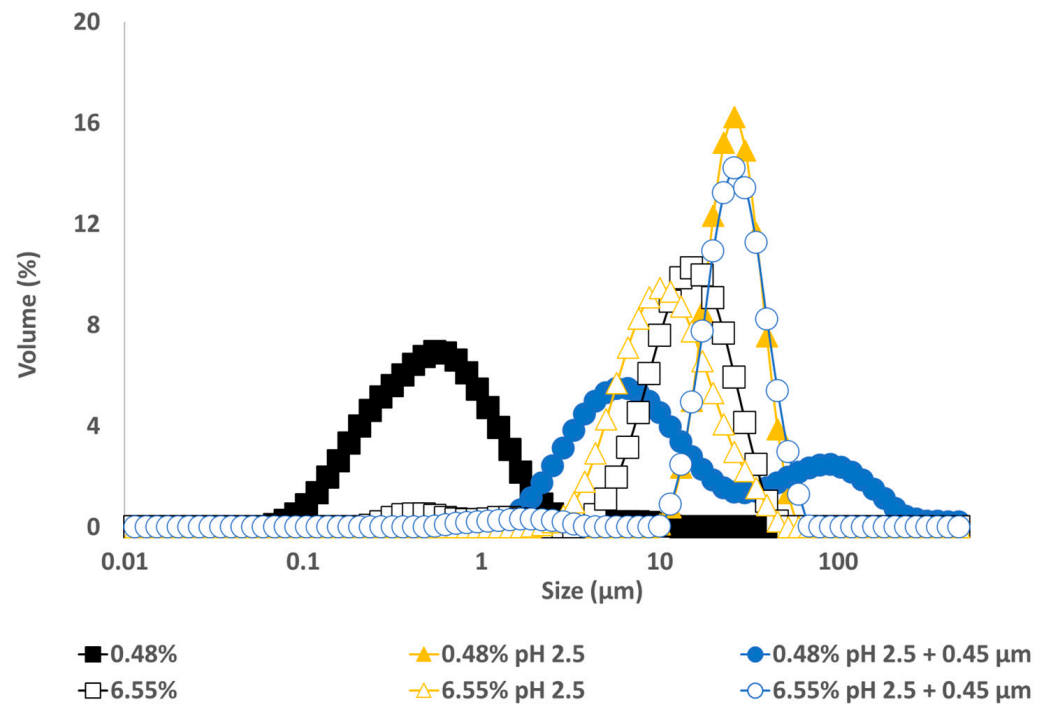 20
16
12
8
4
0
Volume (%)
0.01 0.1 1 10 100
Size (µm)
0.48% 0.48% pH 2.5 0.48% pH 2.5 + 0.45 µm
6.55% 6.55% pH 2.5 6.55% pH 2.5 + 0.45 µm